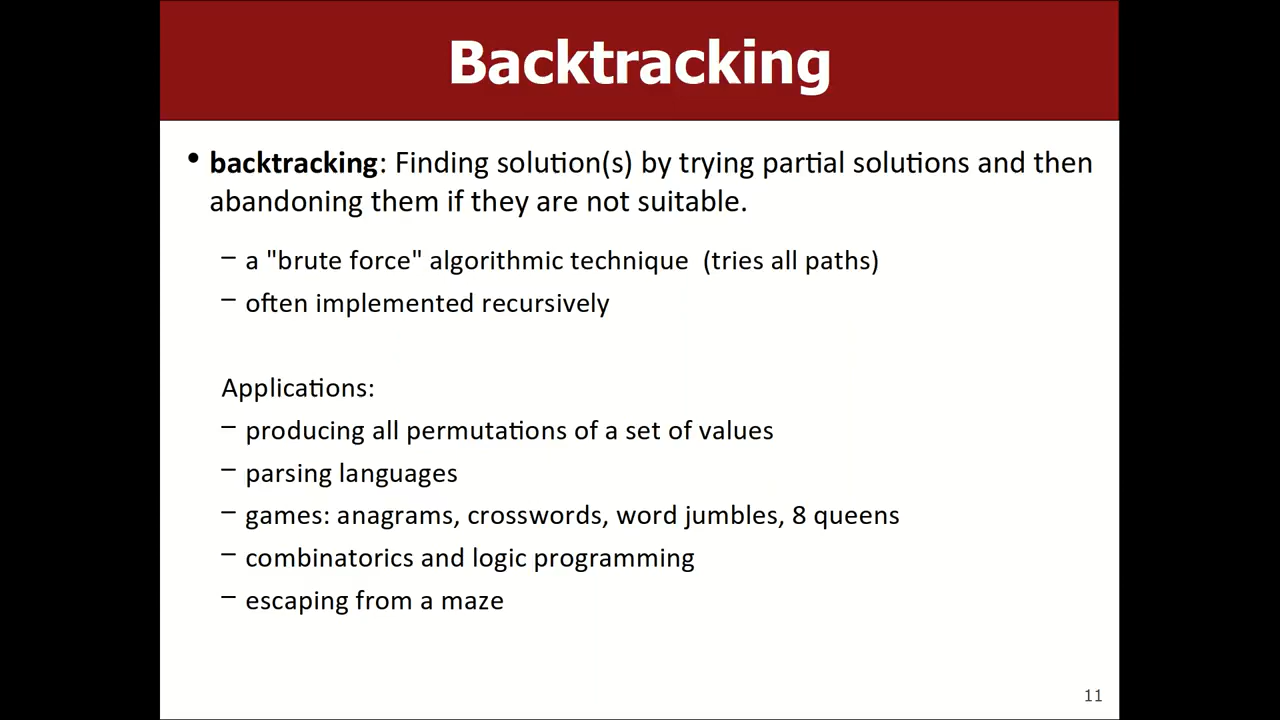 Backtracking
• backtracking: Finding solution(s) by trying partial solutions and then
abandoning them if they are not suitable.
– a "brute force" algorithmic technique  (tries all paths)
– often implemented recursively
Applications:
– producing all permutations of a set of values
– parsing languages
– games: anagrams, crosswords, word jumbles, 8 queens
– combinatorics and logic programming
– escaping from a maze
11